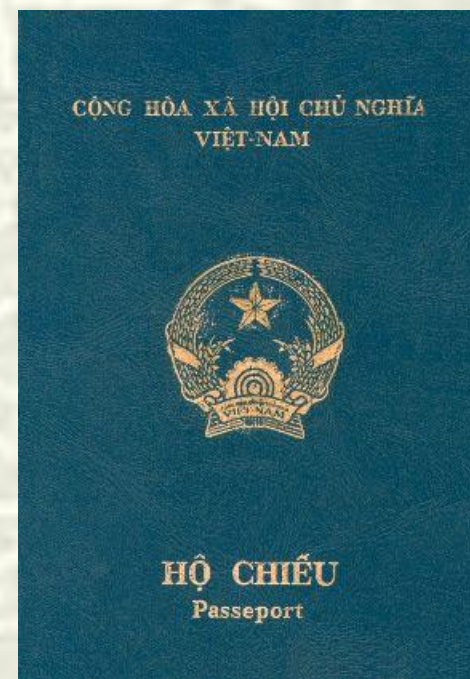 CỘNG HÒA XÃ HỘI CHỦ NGHĨA
VIỆT-NAM
VIỆT NAM
HỘ CHIẾU
Passeport